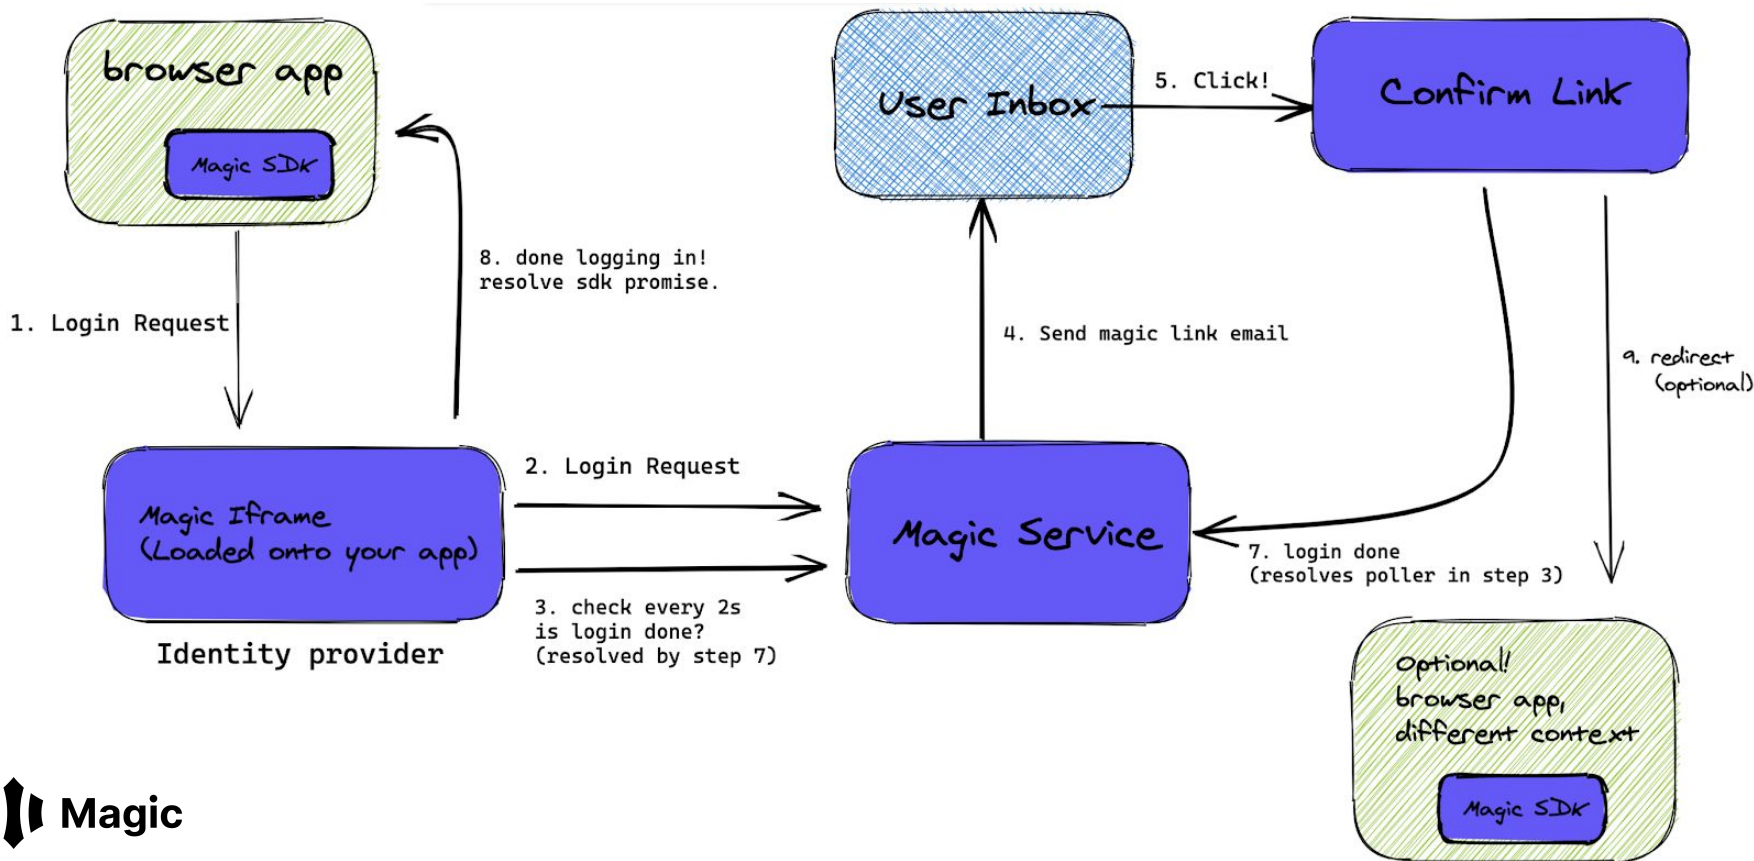 browser app
Magic SDK
User Inbox
5. Click!
Confirm Link
8. done logging in!
resolve sdk promise.
1. Login Request
4. Send magic link email
9. redirect
(optional)
2. Login Request
Magic Iframe
(Loaded onto your app)
Magic Service
7. login done
(resolves poller in step 3)
3. check every 2s
is login done?
(resolved by step 7)
Identity provider
Optional!
browser app,
different context
Magic SDK
Magic